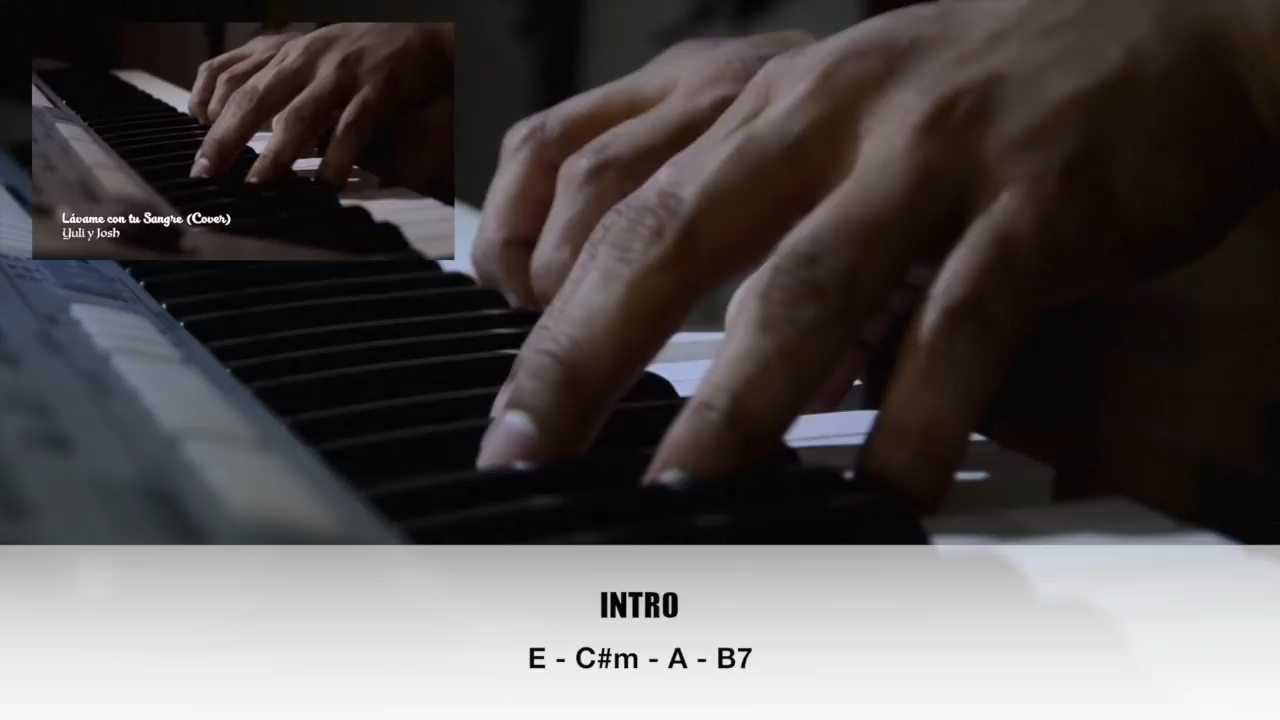 Lávame con tu Sangre (Cover)
Yuli y Josh
INTRO
E - C#m - A - B7